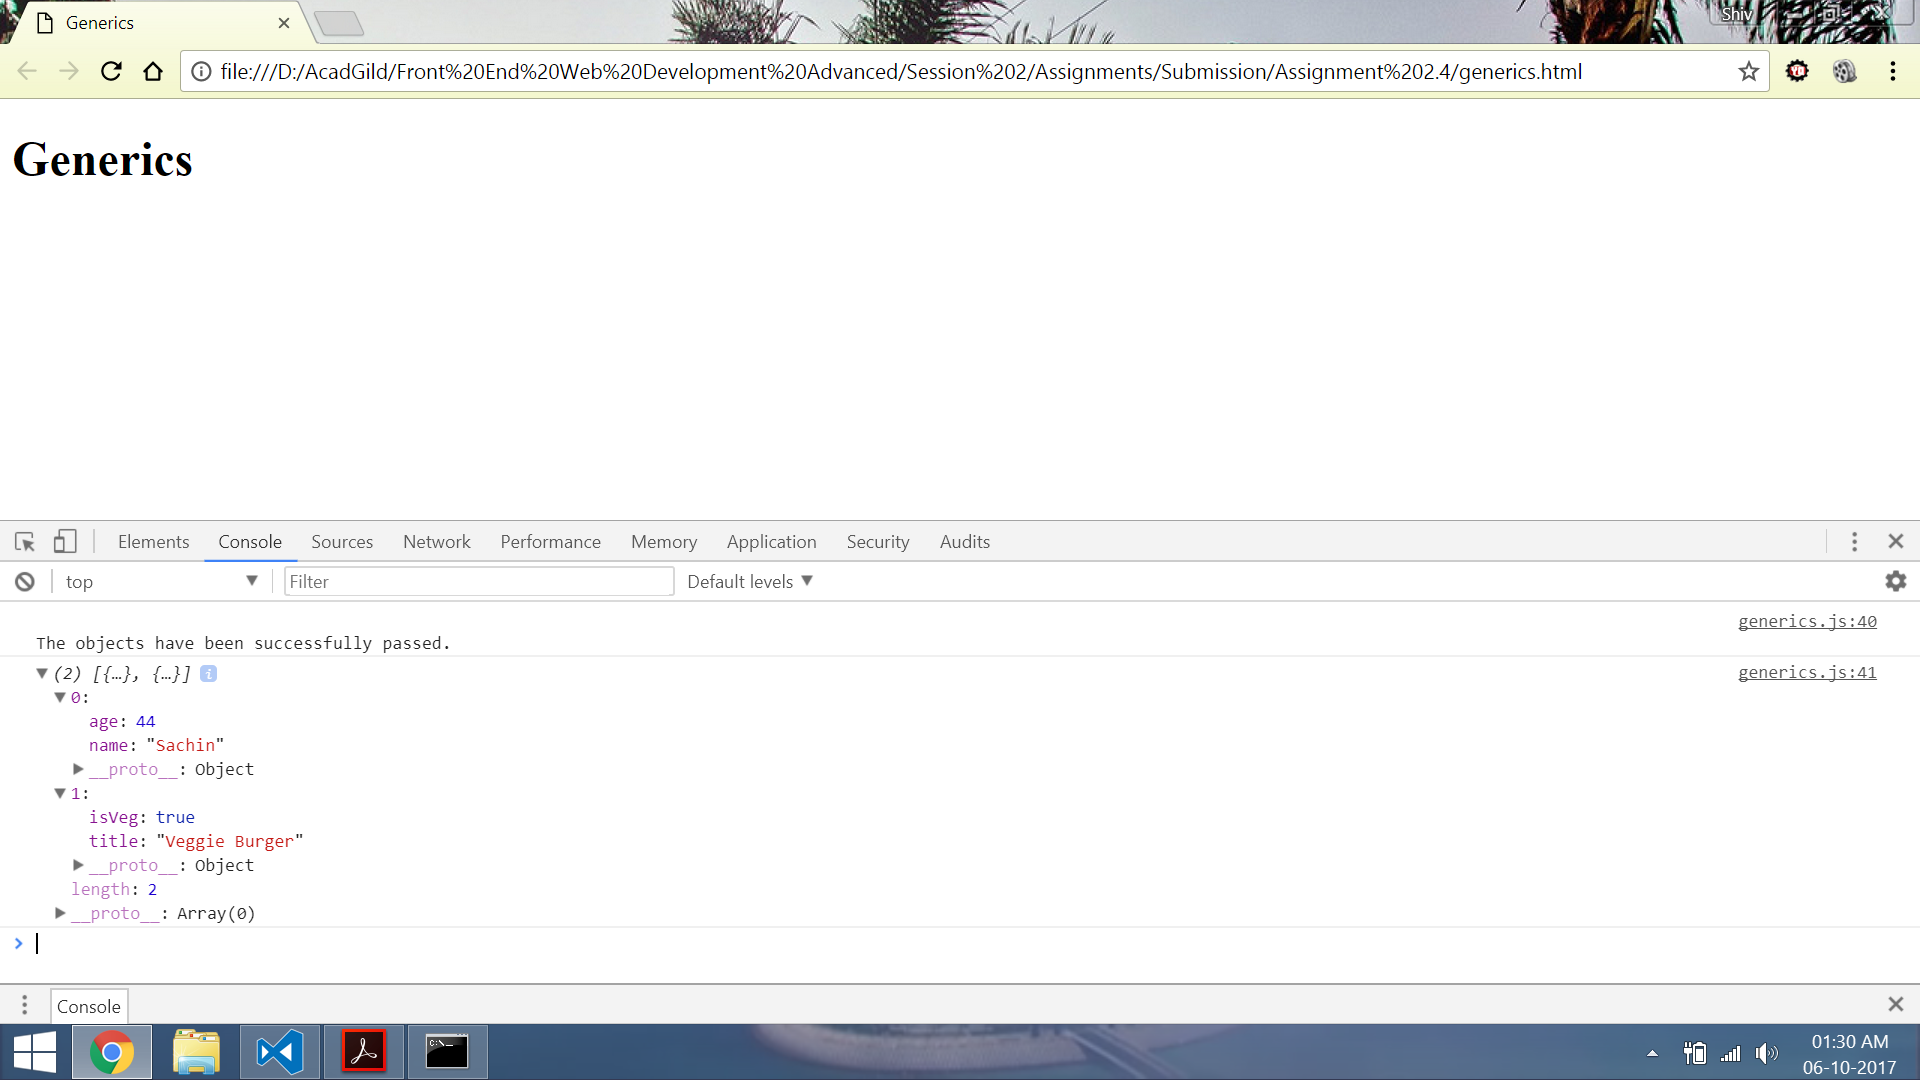 Generics
Shiv
file:///D:/AcadGild/Front%20End%20Web%20Development%20Advanced/Session%202/Assignments/Submission/Assignment%202.4/generics.html
Generics
Elements Console Sources Network Performance Memory Application Security Audits
top Filter Default levels
generics.js:40
The objects have been successfully passed.
(2) [{…}, {…}] i generics.js:41
0:
age: 44
name: "Sachin"
__proto__: Object
1:
isVeg: true
title: "Veggie Burger"
__proto__: Object
length: 2
__proto__: Array(0)
Console
C:\_
01:30 AM
06-10-2017